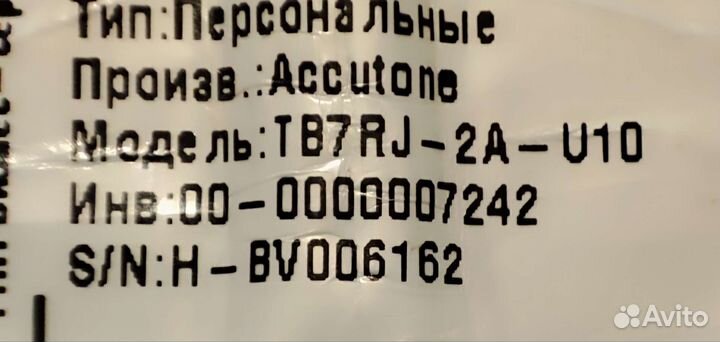 Тип:Персональные
Произв.:Accutone
Модель:TB7RJ-2A-U10
Инв:00-0000007242
S/N:H-BV006162
Avito